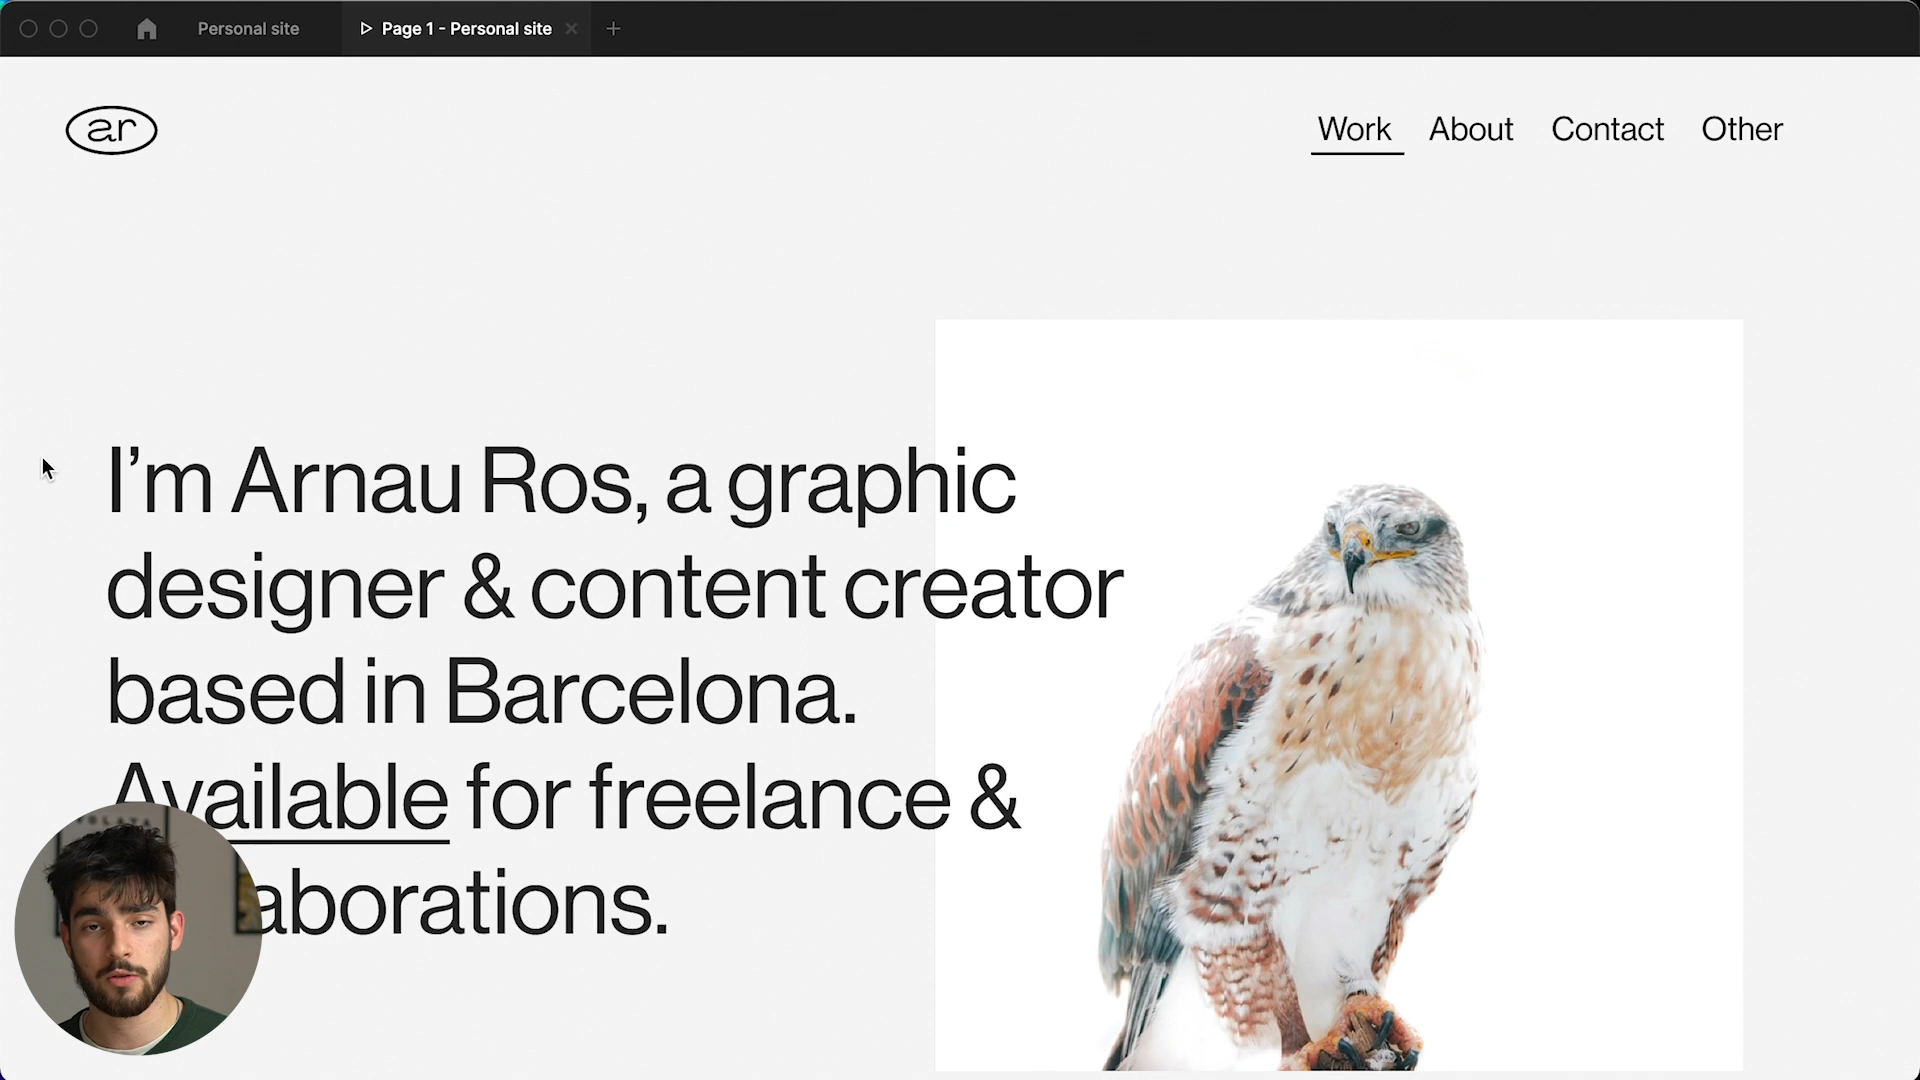 Personal site
Page 1 - Personal site
ar
Work About Contact Other
I’m Arnau Ros, a graphic
designer & content creator
based in Barcelona.
Available for freelance &
aborations.